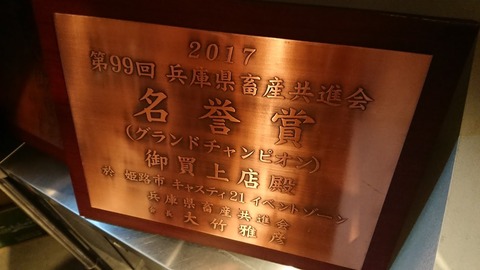 2017
第99回 兵庫県畜産共進会
名誉賞
(グランドチャンピオン)
御買上店殿
於 姫路市 キャスティ21 イベントゾーン
兵庫県畜産共進会
会長 大竹雅彦